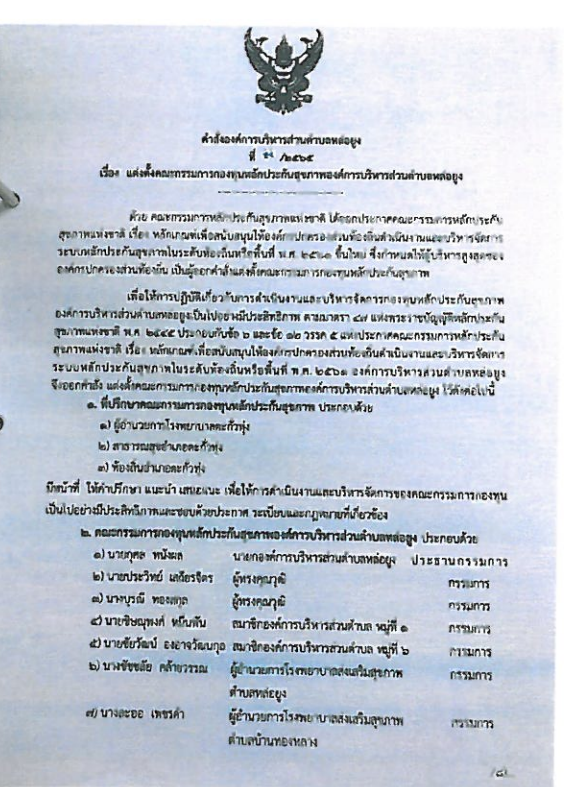 คำสั่งองค์การบริหารส่วนตำบลหล่อยูง
ที่ /๒๕๖๕
เรื่อง แต่งตั้งคณะกรรมการกองทุนหลักประกันสุขภาพองค์การบริหารส่วนตำบลหล่อยูง
ด้วย คณะกรรมการหลักประกันสุขภาพแห่งชาติ ได้ออกประกาศคณะกรรมการหลักประกัน
สุขภาพแห่งชาติ เรื่อง หลักเกณฑ์เพื่อสนับสนุนให้องค์กรปกครองส่วนท้องถิ่นดำเนินงานและบริหารจัดการ
ระบบหลักประกันสุขภาพในระดับท้องถิ่นหรือพื้นที่ พ.ศ. ๒๕๖๑ ขึ้นใหม่ ซึ่งกำหนดให้ผู้บริหารสูงสุดของ
องค์กรปกครองส่วนท้องถิ่น เป็นผู้ออกคำสั่งแต่งตั้งคณะกรรมการกองทุนหลักประกันสุขภาพ
เพื่อให้การปฏิบัติเกี่ยวกับการดำเนินงานและบริหารจัดการกองทุนหลักประกันสุขภาพ
องค์การบริหารส่วนตำบลหล่อยูงเป็นไปอย่างมีประสิทธิภาพ ตามมาตรา ๔๗ แห่งพระราชบัญญัติหลักประกัน
สุขภาพแห่งชาติ พ.ศ. ๒๕๔๕ ประกอบกับข้อ ๖ และข้อ ๑๒ วรรค ๕ แห่งประกาศคณะกรรมการหลักประกัน
สุขภาพแห่งชาติ เรื่อง หลักเกณฑ์เพื่อสนับสนุนให้องค์กรปกครองส่วนท้องถิ่นดำเนินงานและบริหารจัดการ
ระบบหลักประกันสุขภาพในระดับท้องถิ่นหรือพื้นที่ พ.ศ. ๒๕๖๑ องค์การบริหารส่วนตำบลหล่อยูง
จึงออกคำสั่ง แต่งตั้งคณะกรรมการกองทุนหลักประกันสุขภาพองค์การบริหารส่วนตำบลหล่อยูง ไว้ดังต่อไปนี้
๑. ที่ปรึกษาคณะกรรมการกองทุนหลักประกันสุขภาพ ประกอบด้วย
๑) ผู้อำนวยการโรงพยาบาลตะกั่วทุ่ง
๒) สาธารณสุขอำเภอตะกั่วทุ่ง
๓) ท้องถิ่นอำเภอตะกั่วทุ่ง
มีหน้าที่ ให้คำปรึกษา แนะนำ เสนอแนะ เพื่อให้การดำเนินงานและบริหารจัดการของคณะกรรมการกองทุน
เป็นไปอย่างมีประสิทธิภาพและชอบด้วยประกาศ ระเบียบและกฎหมายที่เกี่ยวข้อง
๒. คณะกรรมการกองทุนหลักประกันสุขภาพองค์การบริหารส่วนตำบลหล่อยูง ประกอบด้วย
๑) นายกุศล หนังผล นายกองค์การบริหารส่วนตำบลหล่อยูง ประธานกรรมการ
๒) นายประวิทย์ เสถียรจิตร ผู้ทรงคุณวุฒิ กรรมการ
๓) นางบุรณี ทองสกุล ผู้ทรงคุณวุฒิ กรรมการ
๔) นายชิษณุพงศ์ หมื่นพัน สมาชิกองค์การบริหารส่วนตำบล หมู่ที่ ๑ กรรมการ
๕) นายชัยวัฒน์ องอาจวัฒนกุล สมาชิกองค์การบริหารส่วนตำบล หมู่ที่ ๖ กรรมการ
๖) นางชัชชลัย คล้ายวรรณ ผู้อำนวยการโรงพยาบาลส่งเสริมสุขภาพ กรรมการ
ตำบลหล่อยูง
๗) นางละออ เพชรดำ ผู้อำนวยการโรงพยาบาลส่งเสริมสุขภาพ กรรมการ
ตำบลบ้านทองหลาง
/๘)...